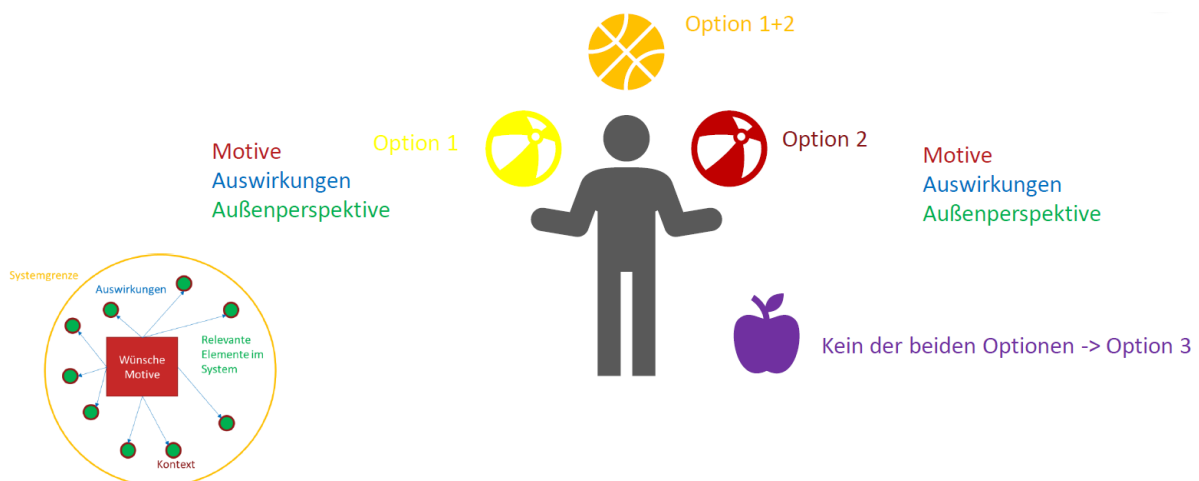 Option 1+2
Option 1
Option 2
Motive
Auswirkungen
Außenperspektive
Motive
Auswirkungen
Außenperspektive
Systemgrenze
Auswirkungen
Relevante
Elemente im
System
Wünsche
Motive
Kontext
Kein der beiden Optionen -> Option 3